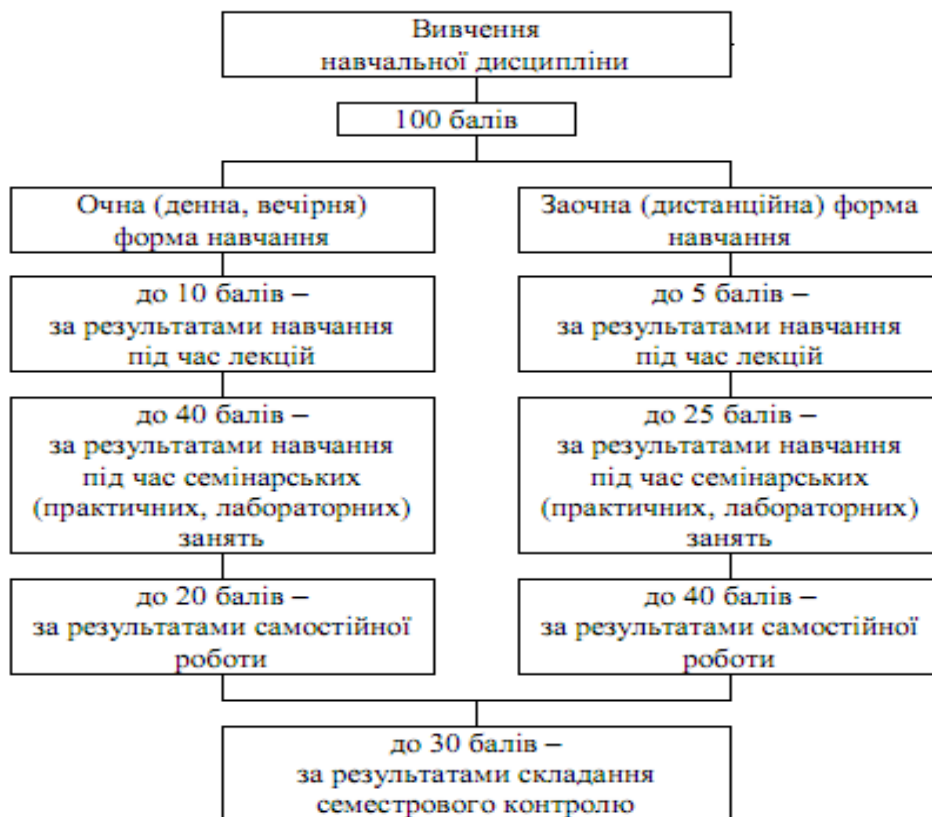 Вивчення
навчальної дисципліни
100 балів
Очна (денна, вечірня)
форма навчання
до 10 балів –
за результатами навчання
під час лекцій
до 40 балів –
за результатами навчання
під час семінарських
(практичних, лабораторних)
занять
до 20 балів –
за результатами самостійної
роботи
Заочна (дистанційна) форма
навчання
до 5 балів –
за результатами навчання
під час лекцій
до 25 балів –
за результатами навчання
під час семінарських
(практичних, лабораторних)
занять
до 40 балів –
за результатами самостійної
роботи
до 30 балів –
за результатами складання
семестрового контролю